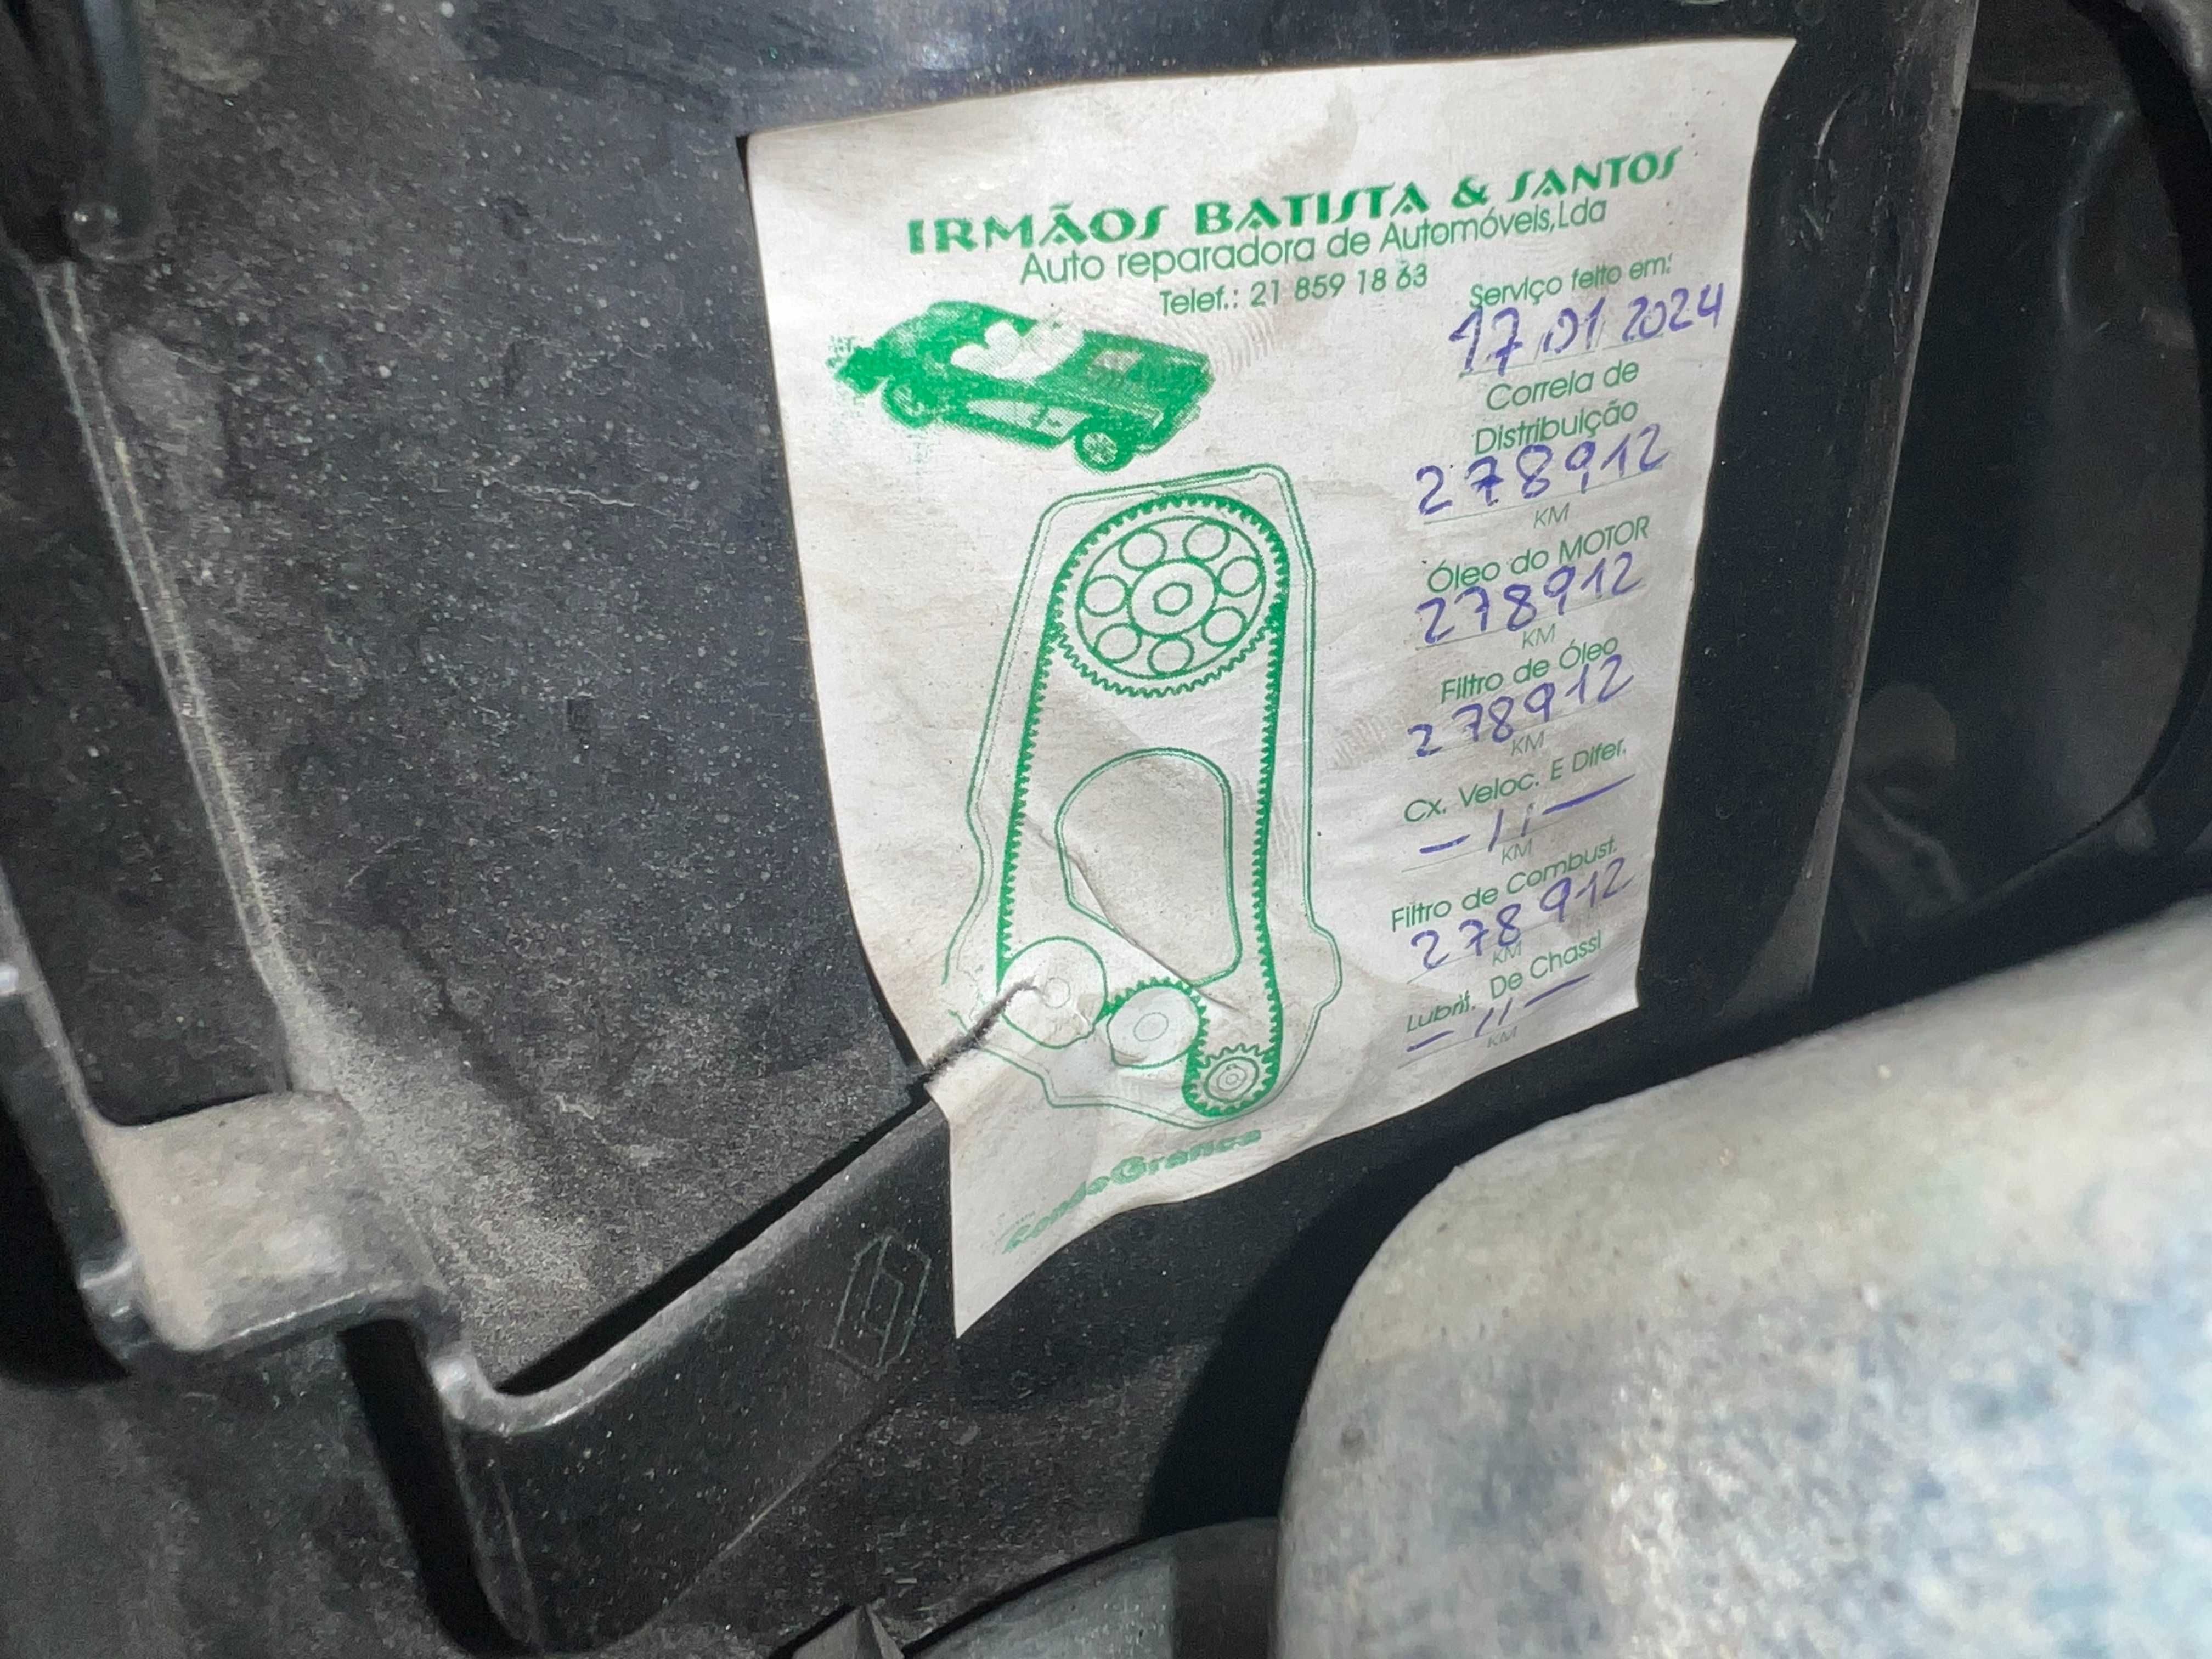 IRMÃOS BATISTA & SANTOS
Auto reparadora de Automóveis,Lda
Telef.: 21 859 18 63
Serviço feito em:
17 01 2024
Correia de
Distribuição
278912
KM
Óleo do MOTOR
278912
KM
Filtro de Óleo
278912
KM
Cx. Veloc. E Difer.
— 11 —
KM
Filtro de Combust.
278912
KM
Lubrif. De Chassi
— 11 —
KM